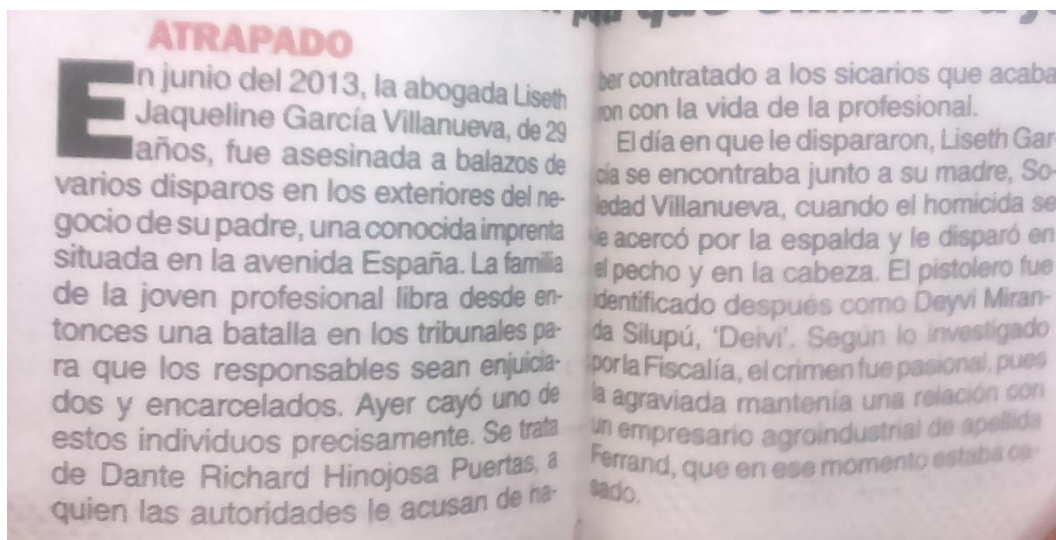 que
ATRAPADO
En junio del 2013, la abogada Liseth
Jaqueline García Villanueva, de 29
años, fue asesinada a balazos de
varios disparos en los exteriores del ne-
gocio de su padre, una conocida imprenta
situada en la avenida España. La familia
de la joven profesional libra desde en-
tonces una batalla en los tribunales pa-
ra que los responsables sean enjuicia-
dos y encarcelados. Ayer cayó uno de
estos individuos precisamente. Se trata
de Dante Richard Hinojosa Puertas, a
quien las autoridades le acusan de ha-
ber contratado a los sicarios que acaba
ron con la vida de la profesional.
El día en que le dispararon, Liseth Gar-
cía se encontraba junto a su madre, So-
ledad Villanueva, cuando el homicida se
le acercó por la espalda y le disparó en
el pecho y en la cabeza. El pistolero fue
identificado después como Deyvi Miran-
da Silupú, ‘Deivi’. Según lo investigado
por la Fiscalía, el crimen fue pasional, pues
la agraviada mantenía una relación con
un empresario agroindustrial de apellida
Ferrand, que en ese momento estaba ca-
sado.